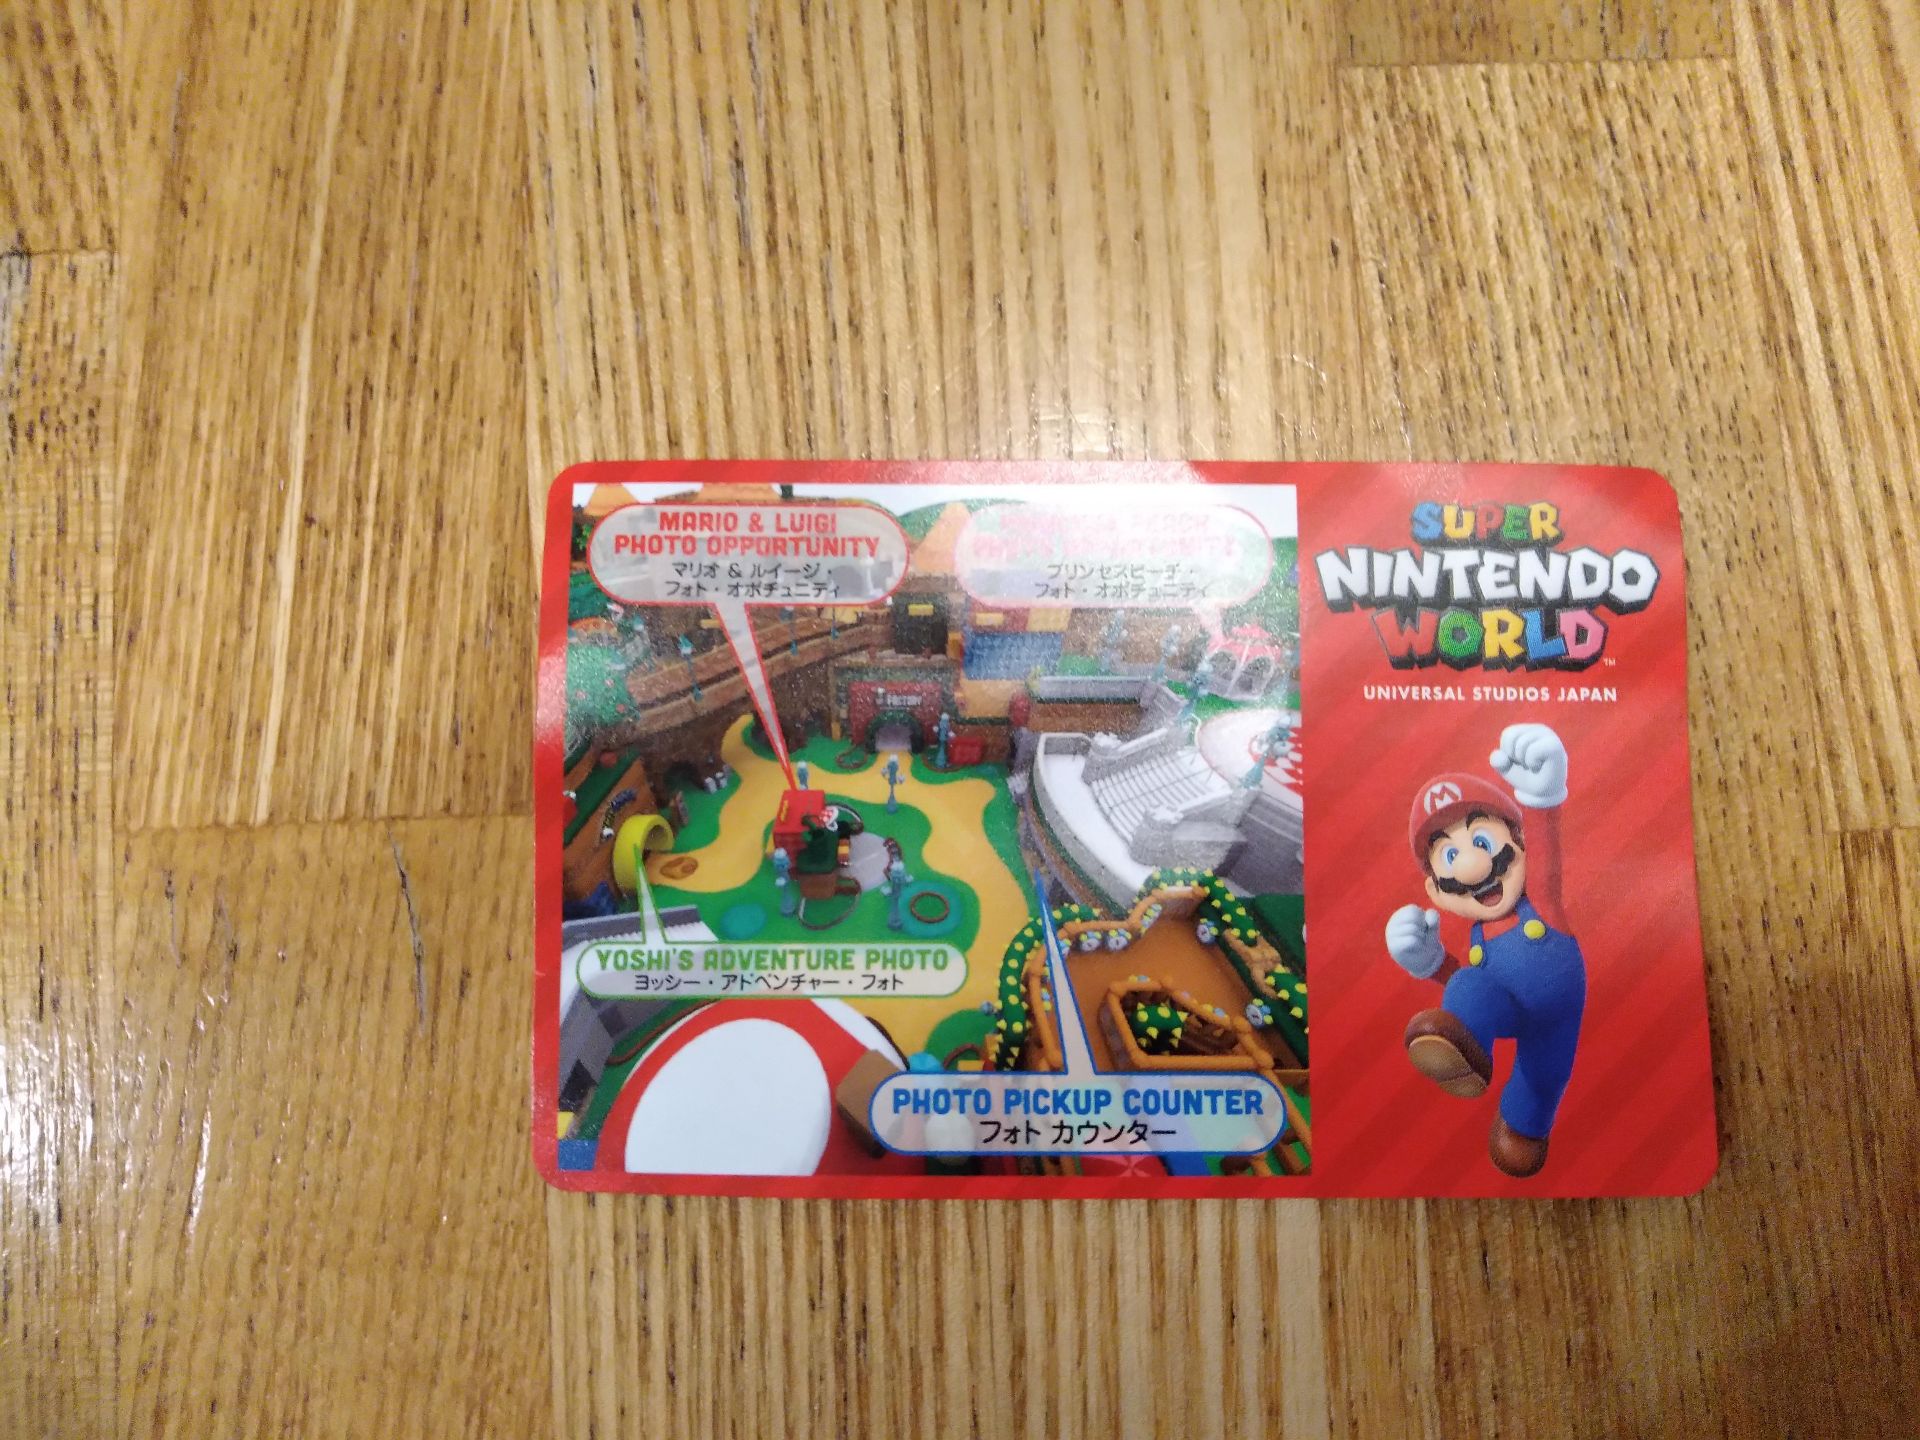 MARIO & LUIGI
PHOTO OPPORTUNITY
マリオ & ルイージ・
フォト・オポチュニティ
プリンセスピーチ・
フォト・オポチュニティ
FACTORY
YOSHI'S ADVENTURE PHOTO
ヨッシー・アドベンチャー・フォト
PHOTO PICKUP COUNTER
フォト カウンター
SUPER
NINTENDO
WORLD™
UNIVERSAL STUDIOS JAPAN
M